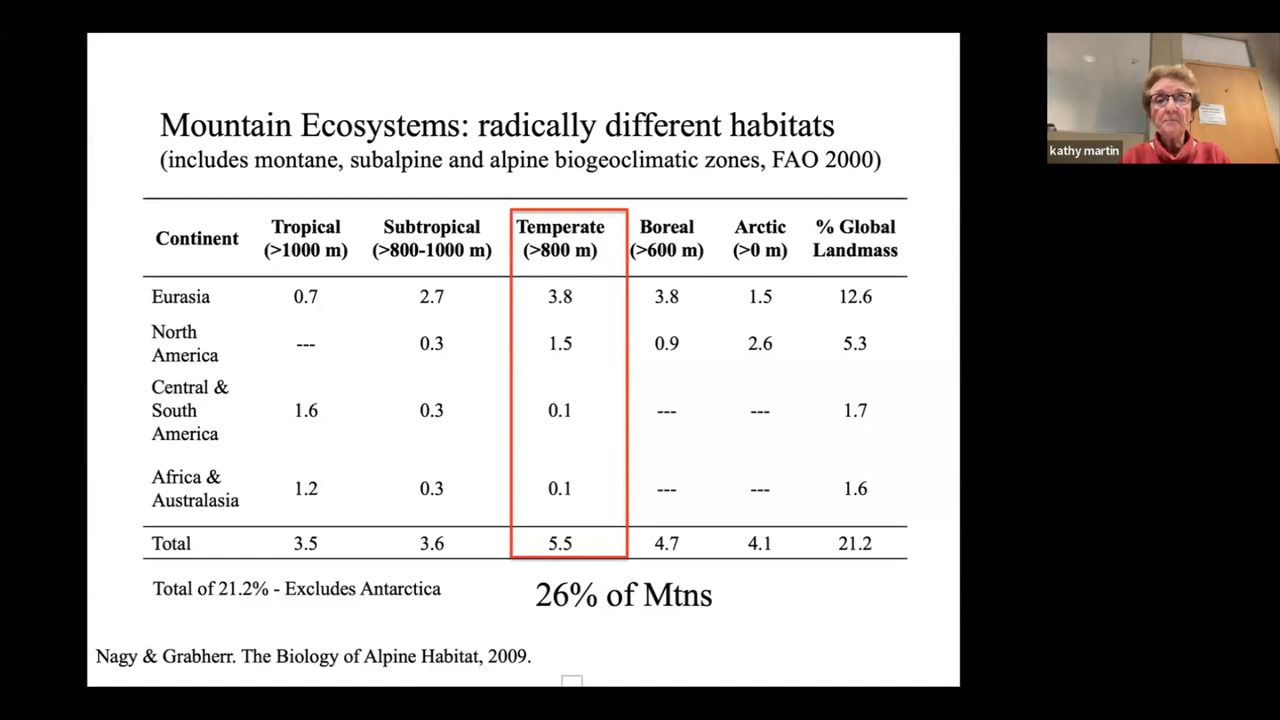 Mountain Ecosystems: radically different habitats
(includes montane, subalpine and alpine biogeoclimatic zones, FAO 2000)
Continent Tropical (>1000 m) Subtropical (>800-1000 m) Temperate (>800 m) Boreal (>600 m) Arctic (>0 m) % Global Landmass
Eurasia 0.7 2.7 3.8 3.8 1.5 12.6
North America --- 0.3 1.5 0.9 2.6 5.3
Central & South America 1.6 0.3 0.1 --- --- 1.7
Africa & Australasia 1.2 0.3 0.1 --- --- 1.6
Total 3.5 3.6 5.5 4.7 4.1 21.2
Total of 21.2% - Excludes Antarctica
26% of Mtns
Nagy & Grabherr. The Biology of Alpine Habitat, 2009.
kathy martin